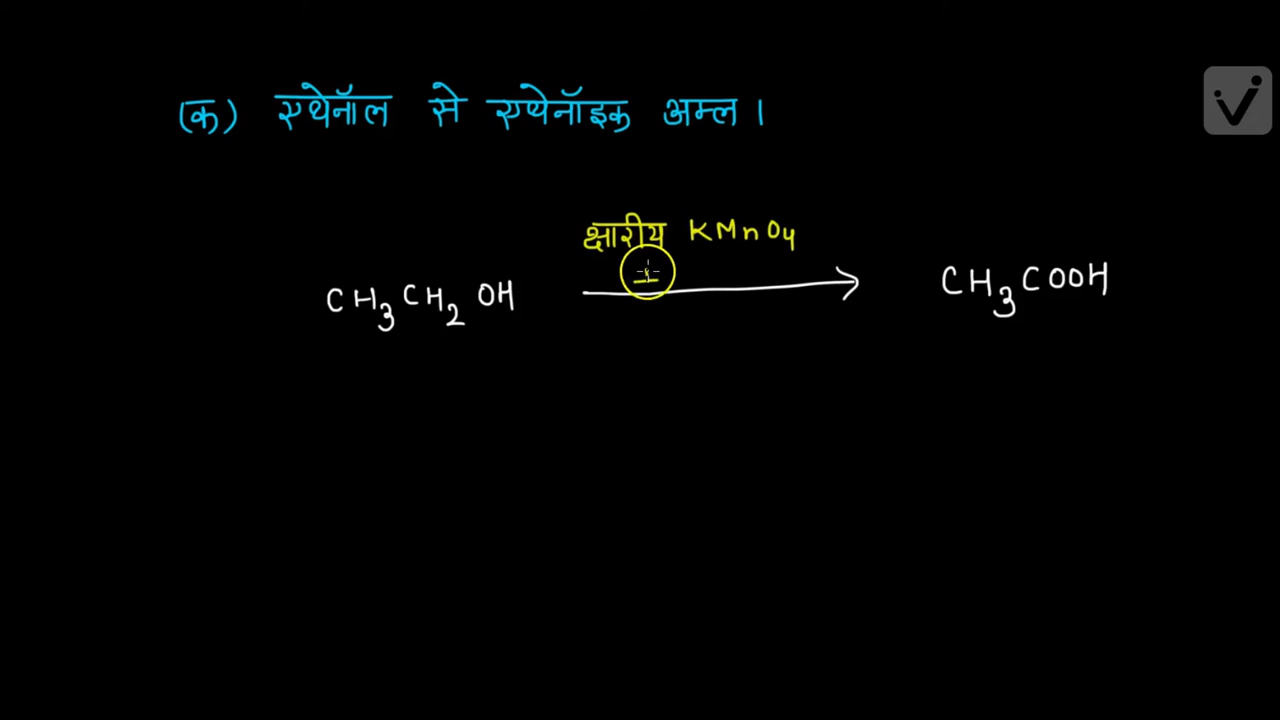 (क) एथेनॉल से एथेनॉइक अम्ल ।
क्षारीय KMnO4
CH3CH2OH CH3COOH